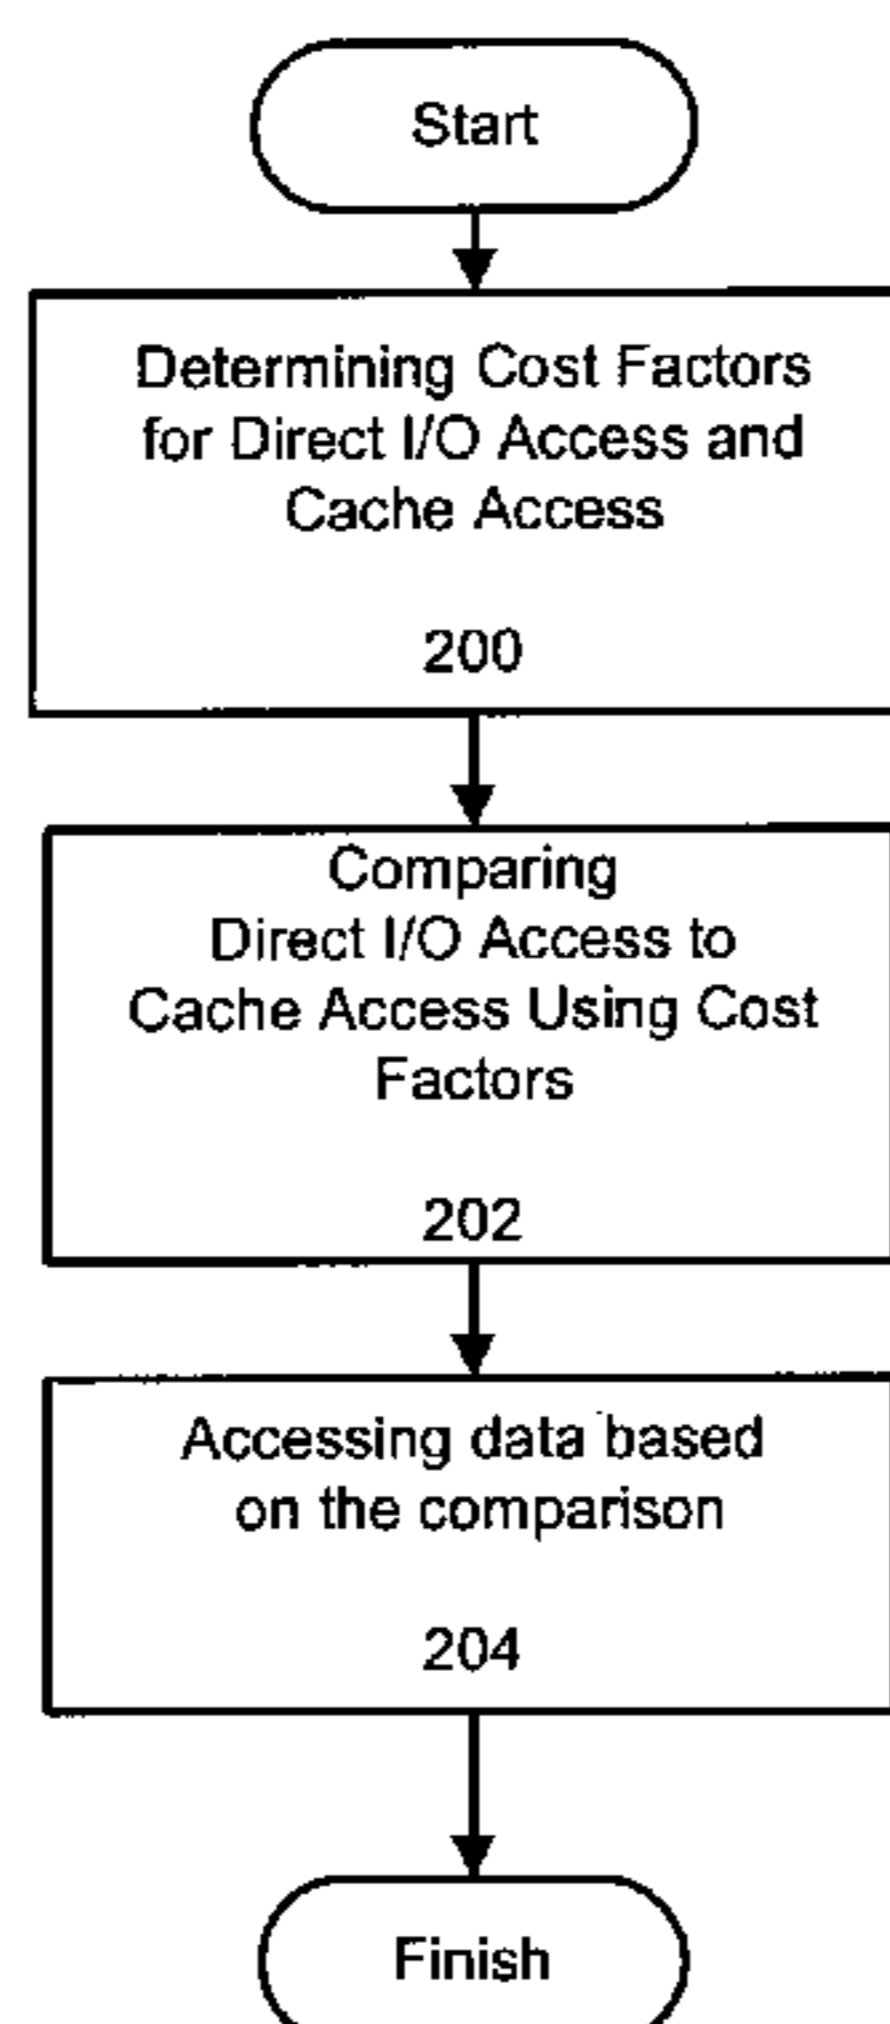 Start
Determining Cost Factors
for Direct I/O Access and
Cache Access
200
Comparing
Direct I/O Access to
Cache Access Using Cost
Factors
202
Accessing data based
on the comparison
204
Finish